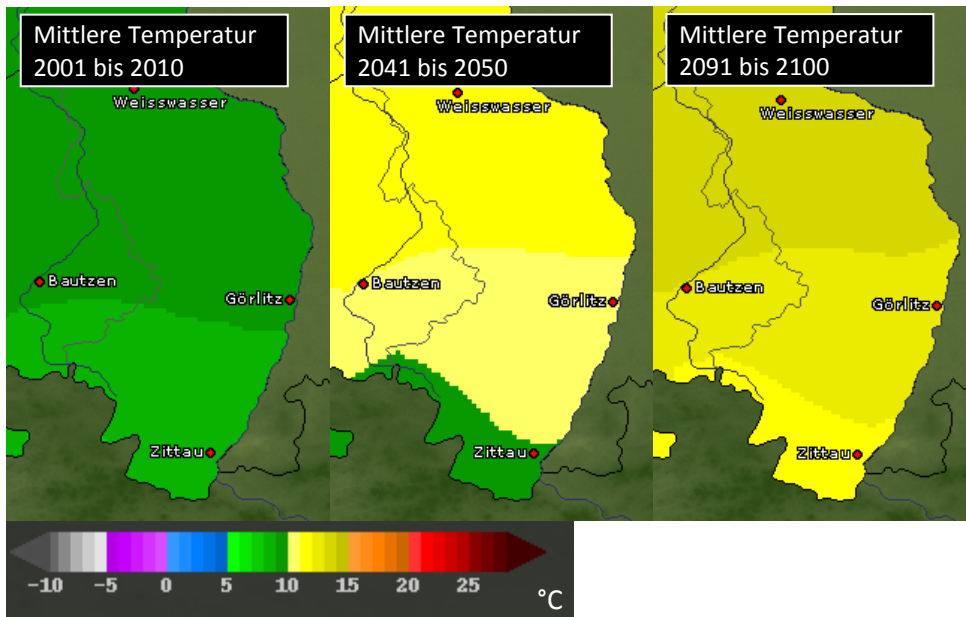 Mittlere Temperatur
2001 bis 2010
Weisswasser
Bautzen
Görlitz
Zittau
Mittlere Temperatur
2041 bis 2050
Weisswasser
Bautzen
Görlitz
Zittau
Mittlere Temperatur
2091 bis 2100
Weisswasser
Bautzen
Görlitz
Zittau
-10 -5 0 5 10 15 20 25
°C